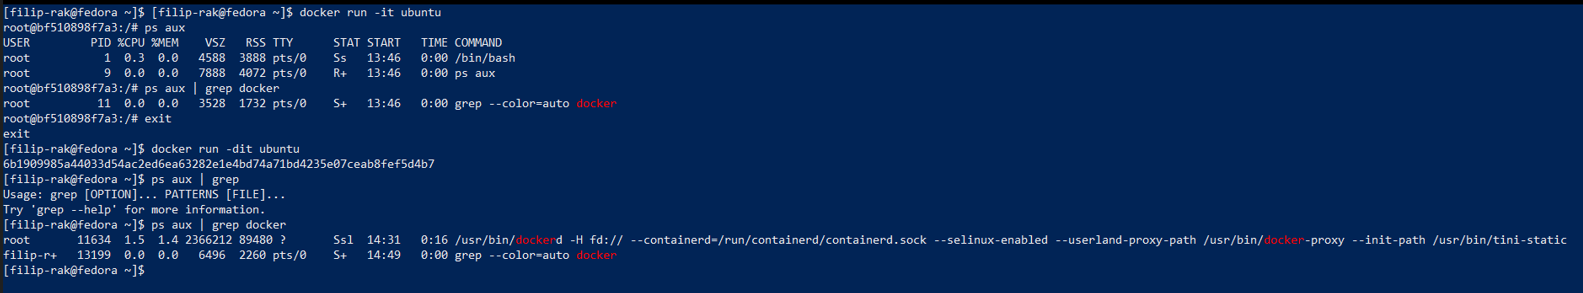 [filip-rak@fedora ~]$ [filip-rak@fedora ~]$ docker run -it ubuntu
root@bf510898f7a3:/# ps aux
USER         PID %CPU %MEM    VSZ   RSS TTY      STAT START   TIME COMMAND
root           1  0.3  0.0   4588  3888 pts/0    Ss   13:46   0:00 /bin/bash
root           9  0.0  0.0   7888  4072 pts/0    R+   13:46   0:00 ps aux
root@bf510898f7a3:/# ps aux | grep docker
root          11  0.0  0.0   3528  1732 pts/0    S+   13:46   0:00 grep --color=auto docker
root@bf510898f7a3:/# exit
exit
[filip-rak@fedora ~]$ docker run -dit ubuntu
6b1909985a44033d54ac2ed6ea63282e1e4bd74a71bd4235e07ceab8fef5d4b7
[filip-rak@fedora ~]$ ps aux | grep
Usage: grep [OPTION]... PATTERNS [FILE]...
Try 'grep --help' for more information.
[filip-rak@fedora ~]$ ps aux | grep docker
root       11634  1.5  1.4 2366212 89480 ?       Ssl  14:31   0:16 /usr/bin/dockerd -H fd:// --containerd=/run/containerd/containerd.sock --selinux-enabled --userland-proxy-path /usr/bin/docker-proxy --init-path /usr/bin/tini-static
filip-r+   13199  0.0  0.0   6496  2260 pts/0    S+   14:49   0:00 grep --color=auto docker
[filip-rak@fedora ~]$